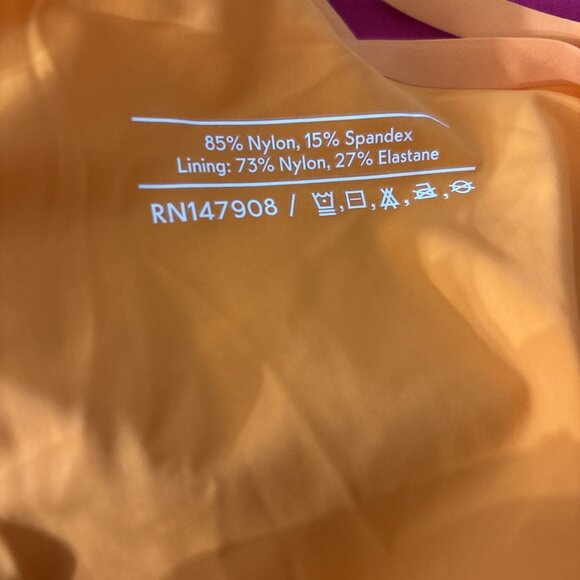 85% Nylon, 15% Spandex
Lining: 73% Nylon, 27% Elastane
RN147908 /